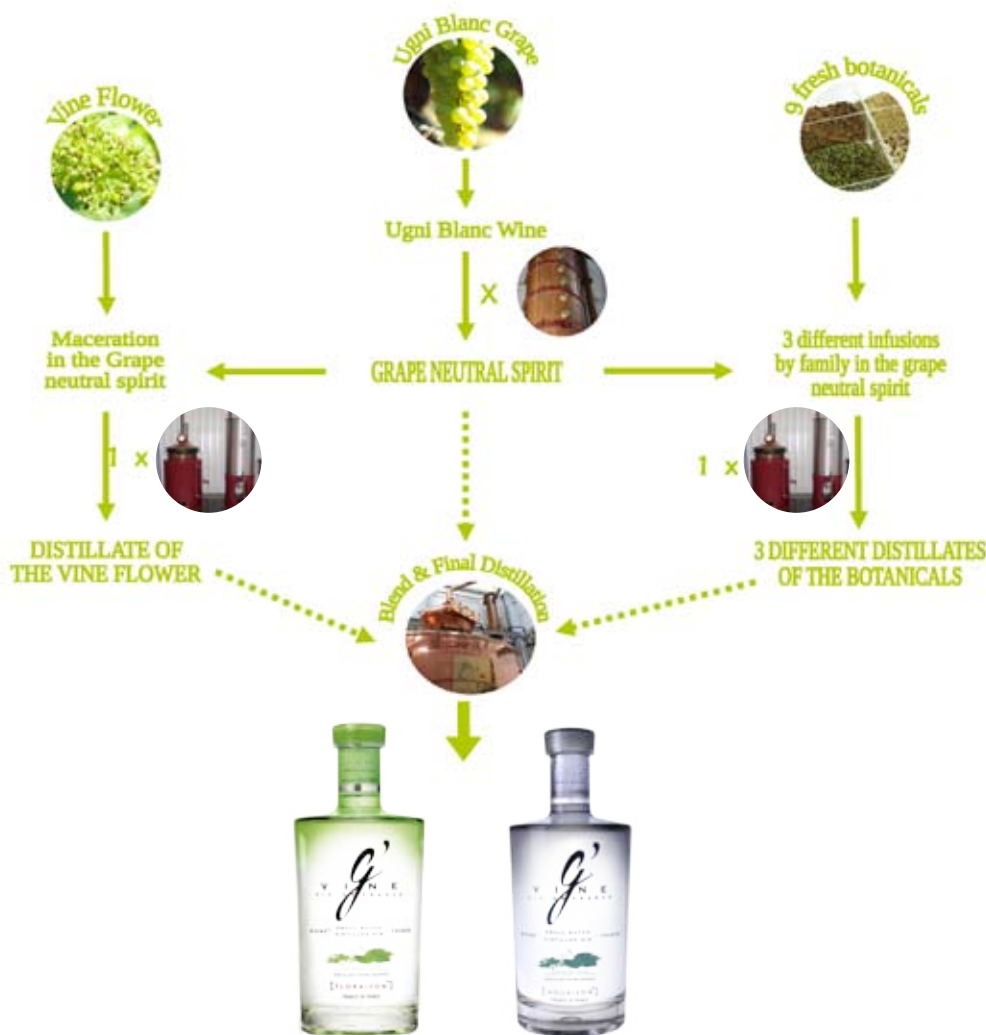 Ugni Blanc Grape
Vine Flower
9 fresh botanicals
Ugni Blanc Wine
x
Maceration
in the Grape
neutral spirit
GRAPE NEUTRAL SPIRIT
3 different infusions
by family in the grape
neutral spirit
1 x
1 x
DISTILLATE OF
THE VINE FLOWER
3 DIFFERENT DISTILLATES
OF THE BOTANICALS
Blend & Final Distillation
g'
VINE
[FLORAISON]
g'
VINE